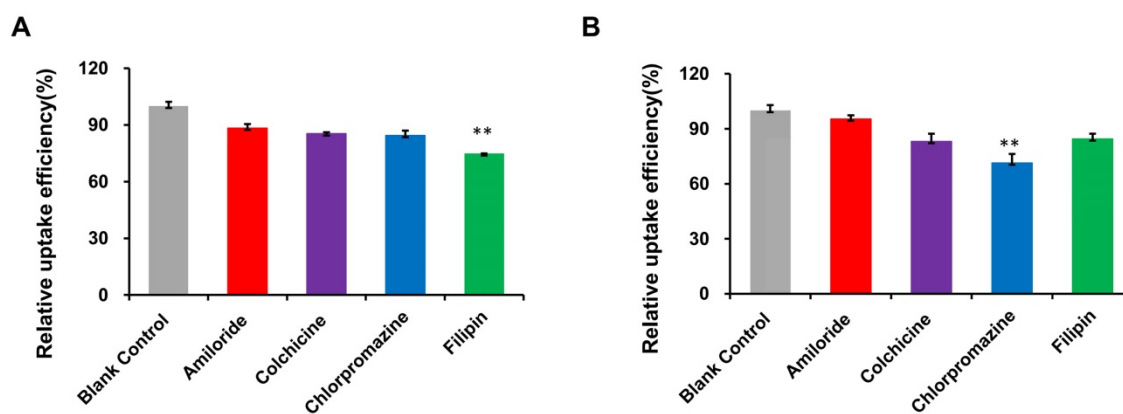 A
Relative uptake efficiency(%)
120
90
60
30
0
**
Blank Control
Amiloride
Colchicine
Chlorpromazine
Filipin
B
Relative uptake efficiency(%)
120
90
60
30
0
**
Blank Control
Amiloride
Colchicine
Chlorpromazine
Filipin